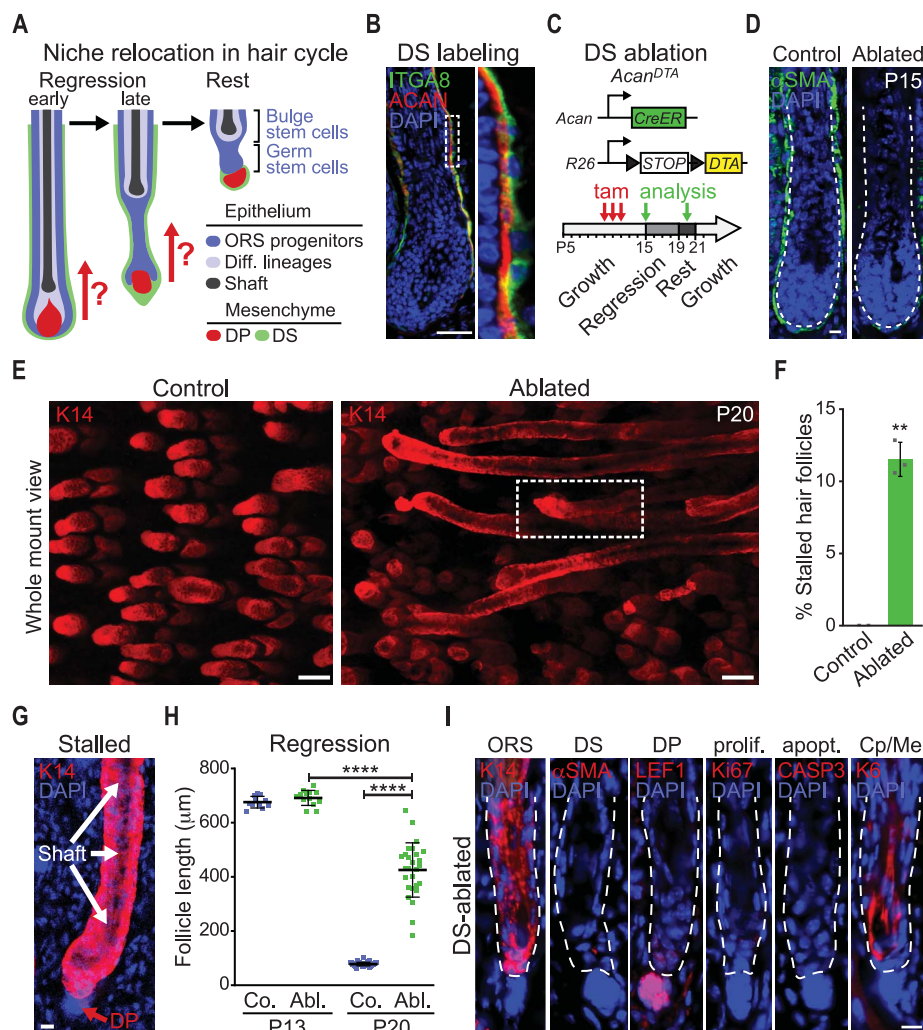 A
Niche relocation in hair cycle
Regression
Rest
early
late
Bulge
stem cells
Germ
stem cells
?
?
Epithelium
ORS progenitors
Diff. lineages
Shaft
Mesenchyme
DP
DS
B
DS labeling
ITGA8
ACAN
DAPI
C
DS ablation
AcanDTA
Acan
CreER
R26
STOP
DTA
tam
analysis
P5
15
19
21
Growth
Regression
Rest
Growth
D
Control
Ablated
αSMA
DAPI
P15
E
Control
Ablated
K14
K14
P20
Whole mount view
F
15
10
5
0
% Stalled hair follicles
**
Control
Ablated
G
Stalled
K14
DAPI
Shaft
DP
H
Regression
****
****
800
600
400
200
0
Follicle length (μm)
Co.
Abl.
Co.
Abl.
P13
P20
I
ORS
DS
DP
prolif.
apopt.
Cp/Me
K14
αSMA
LEF1
Ki67
CASP3
K6
DAPI
DAPI
DAPI
DAPI
DAPI
DAPI
DS-ablated